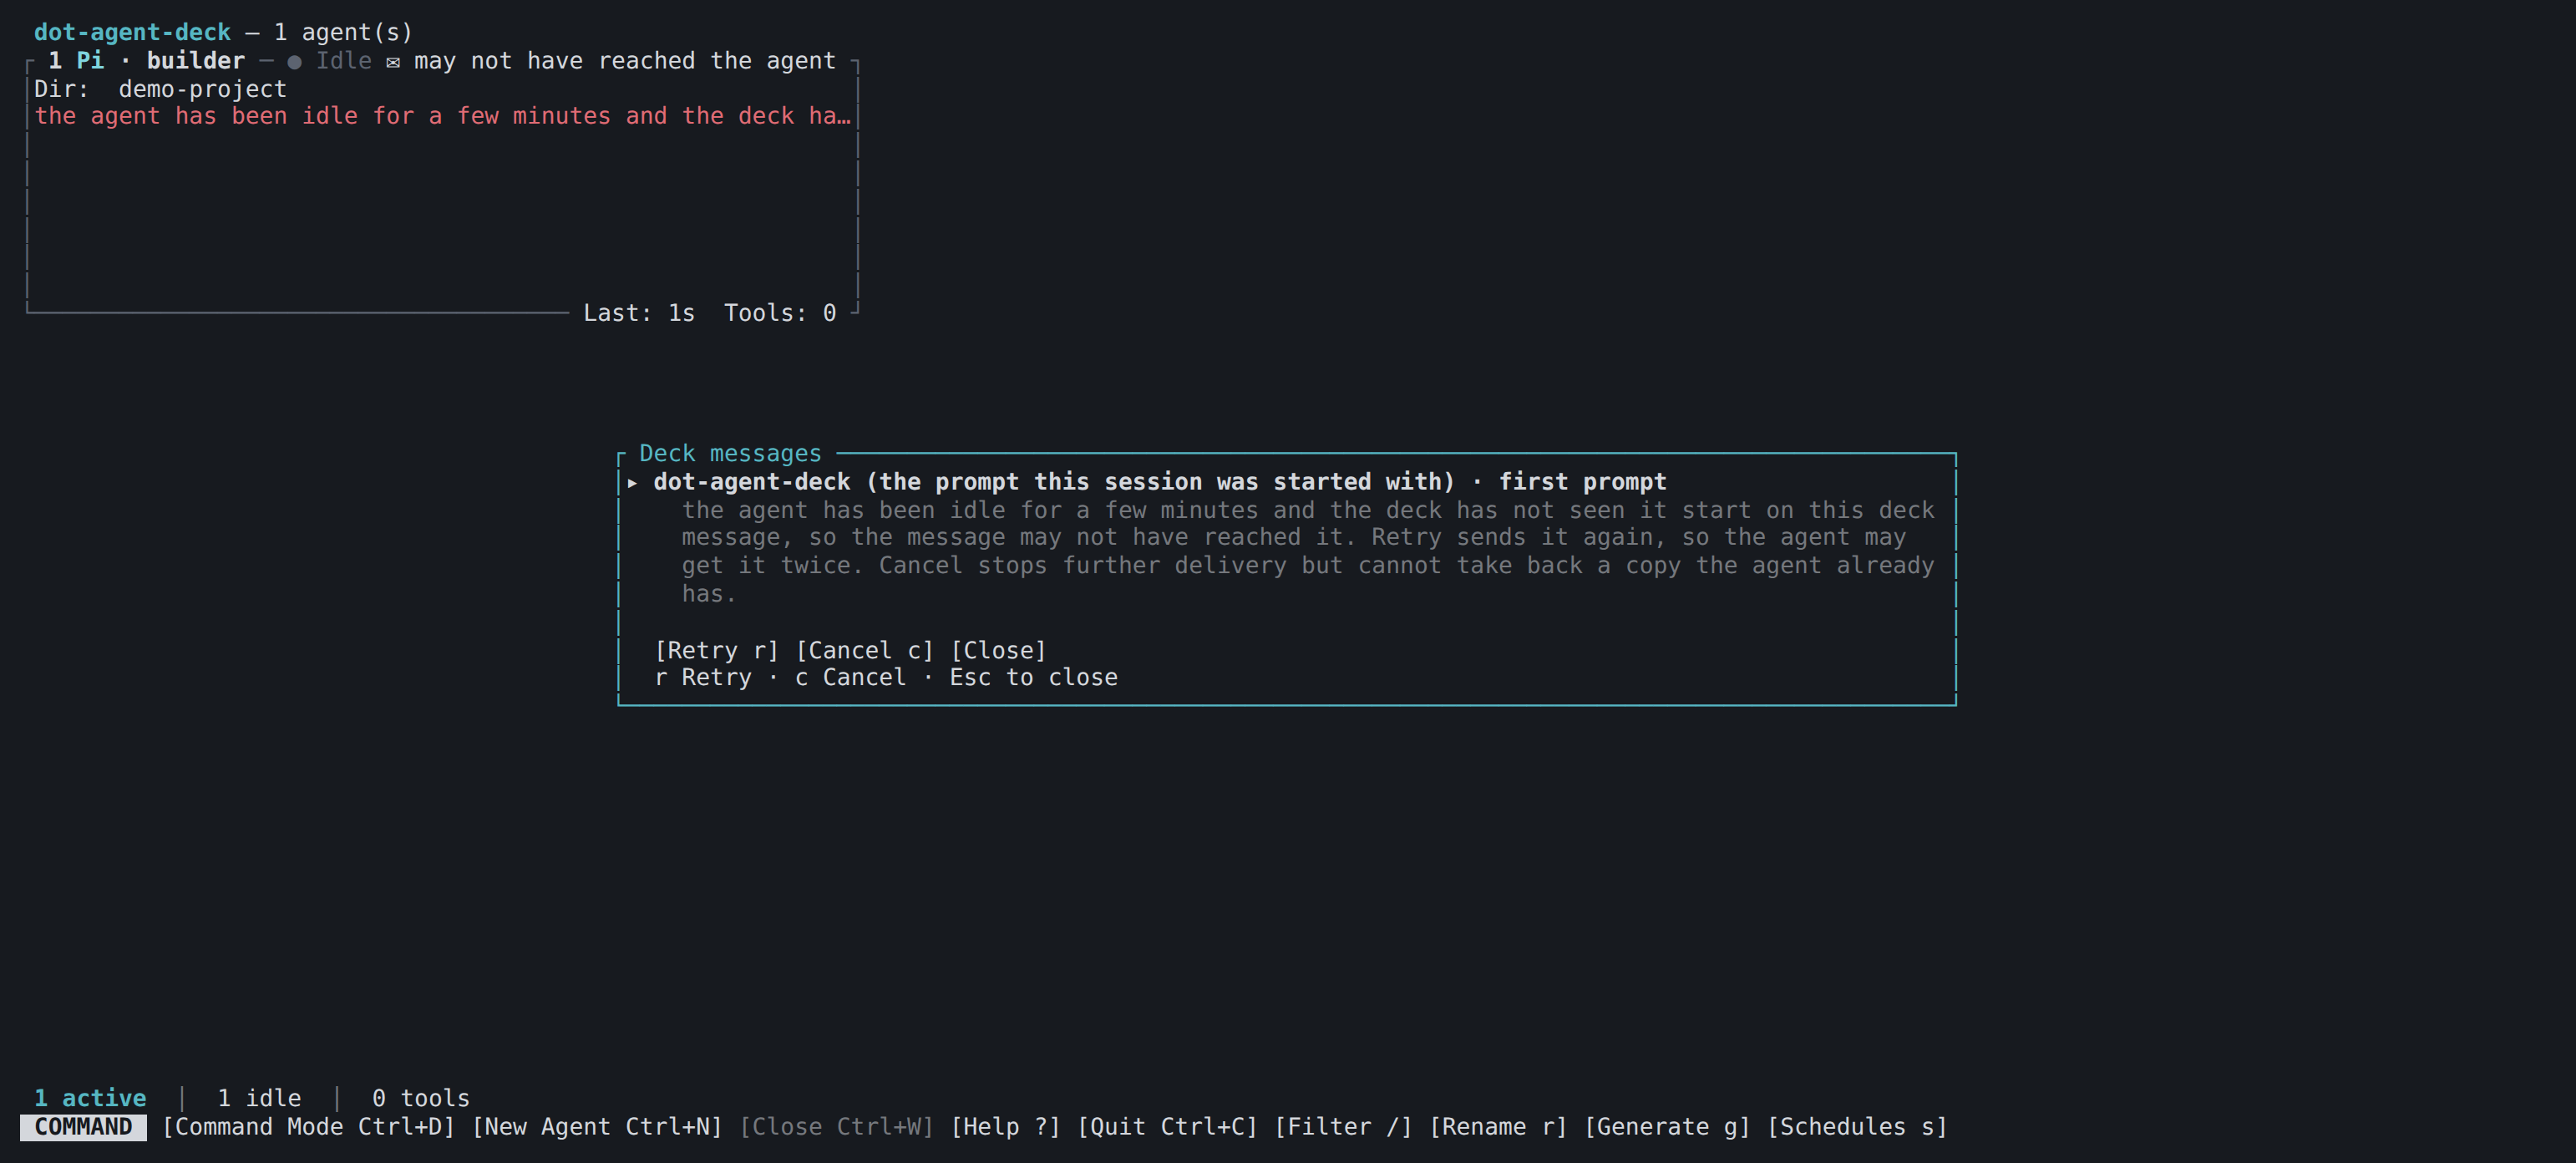 dot-agent-deck — 1 agent(s)
1 Pi · builder ─ ● Idle ✉ may not have reached the agent
Dir:  demo-project
the agent has been idle for a few minutes and the deck ha…
Last: 1s  Tools: 0
Deck messages
▸ dot-agent-deck (the prompt this session was started with) · first prompt
the agent has been idle for a few minutes and the deck has not seen it start on this deck
message, so the message may not have reached it. Retry sends it again, so the agent may
get it twice. Cancel stops further delivery but cannot take back a copy the agent already
has.
[Retry r] [Cancel c] [Close]
r Retry · c Cancel · Esc to close
1 active │ 1 idle │ 0 tools
COMMAND [Command Mode Ctrl+D] [New Agent Ctrl+N] [Close Ctrl+W] [Help ?] [Quit Ctrl+C] [Filter /] [Rename r] [Generate g] [Schedules s]